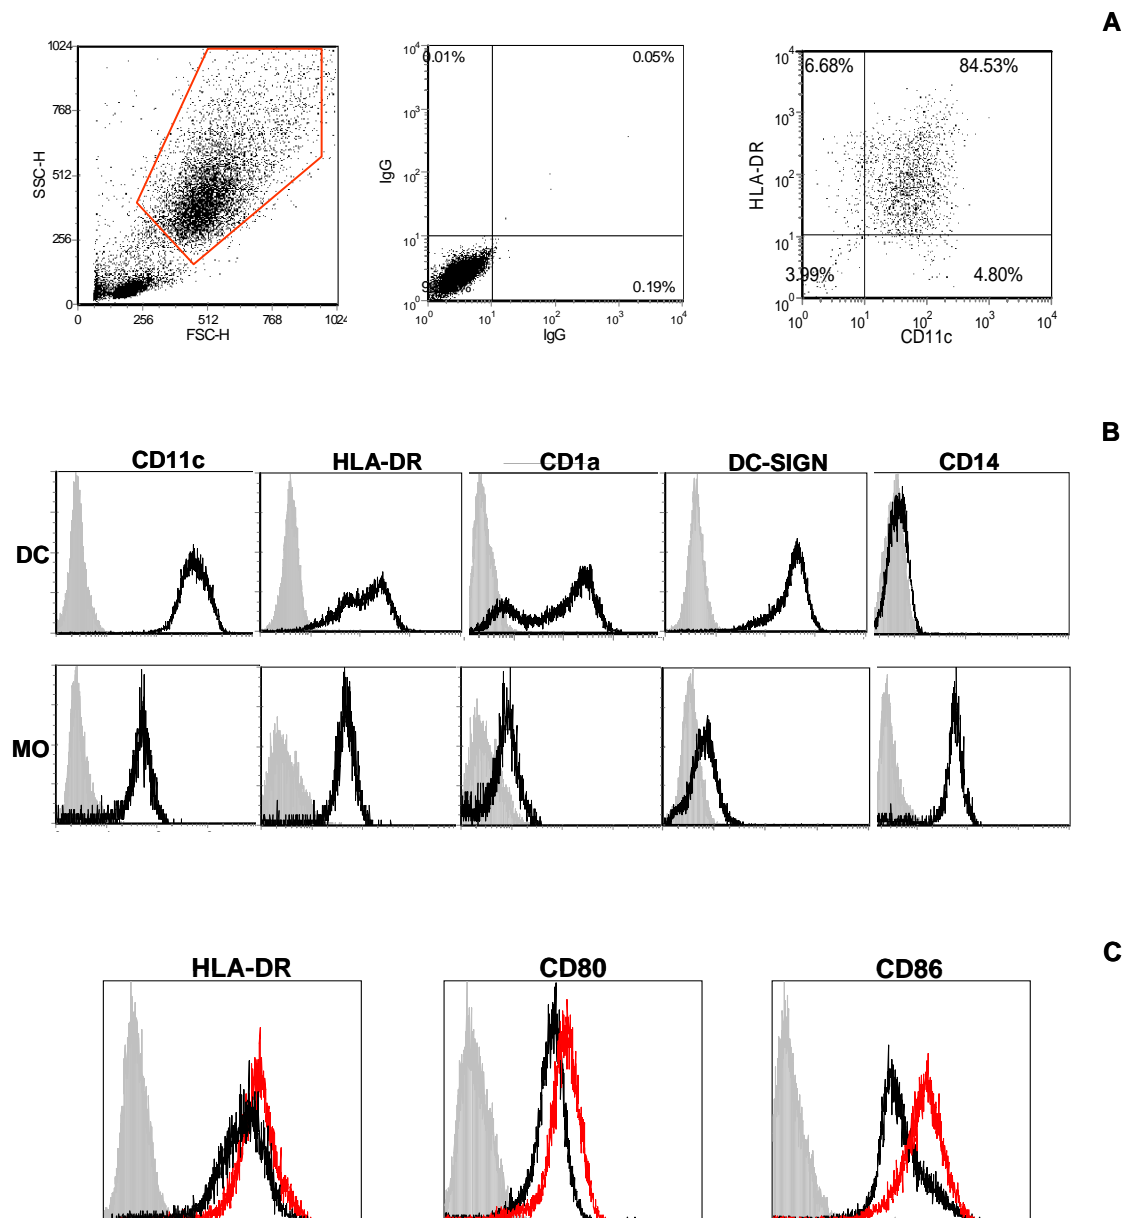 A
1024
768
512
256
0
SSC-H
0 256 512 768 1024
FSC-H
0.01% 0.05%
0.19%
10^4
10^3
10^2
10^1
10^0
IgG
10^0 10^1 10^2 10^3 10^4
IgG
6.68% 84.53%
3.99% 4.80%
10^4
10^3
10^2
10^1
10^0
HLA-DR
10^0 10^1 10^2 10^3 10^4
CD11c
B
CD11c HLA-DR CD1a DC-SIGN CD14
DC
MO
C
HLA-DR CD80 CD86